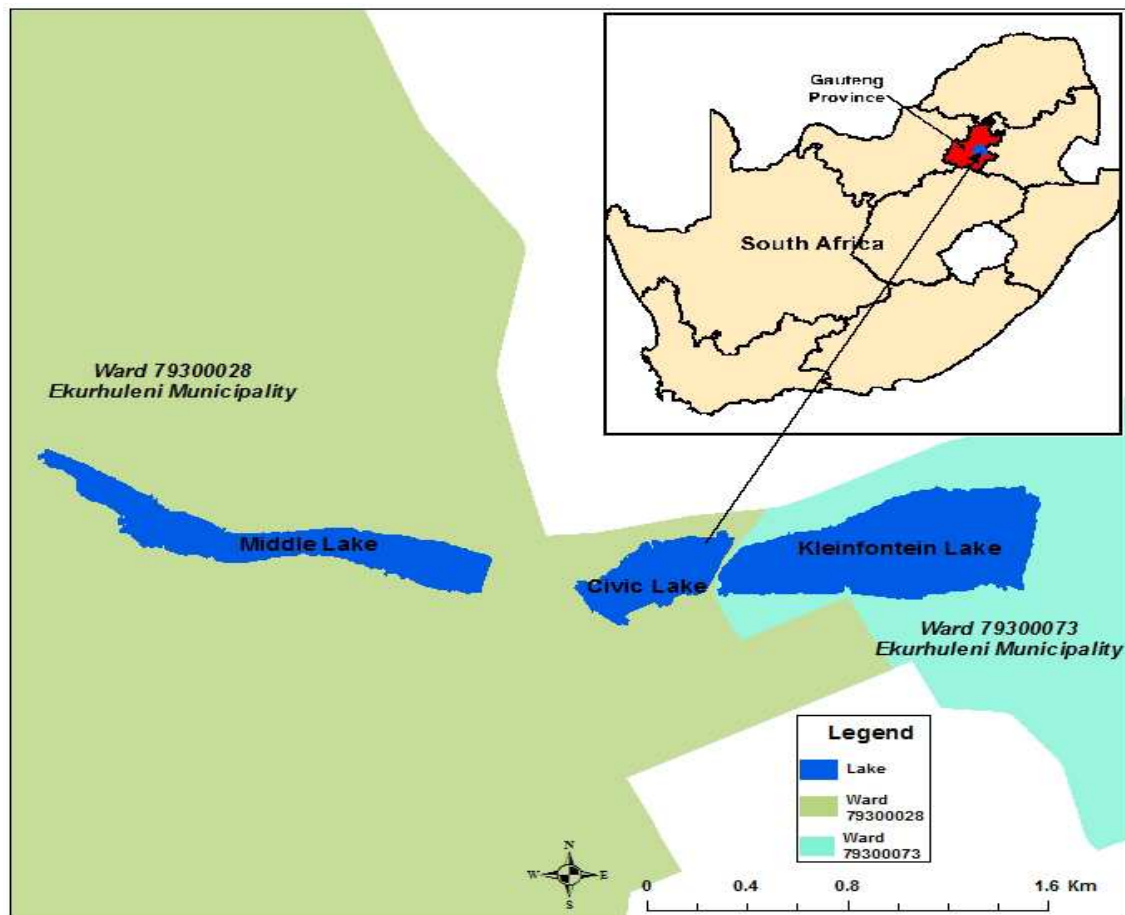 Gauteng
Province
South Africa
Ward 79300028
Ekurhuleni Municipality
Middle Lake
Civic Lake
Kleinfontein Lake
Ward 79300073
Ekurhuleni Municipality
Legend
Lake
Ward
79300028
Ward
79300073
N
W E
S
0 0.4 0.8 1.6 Km